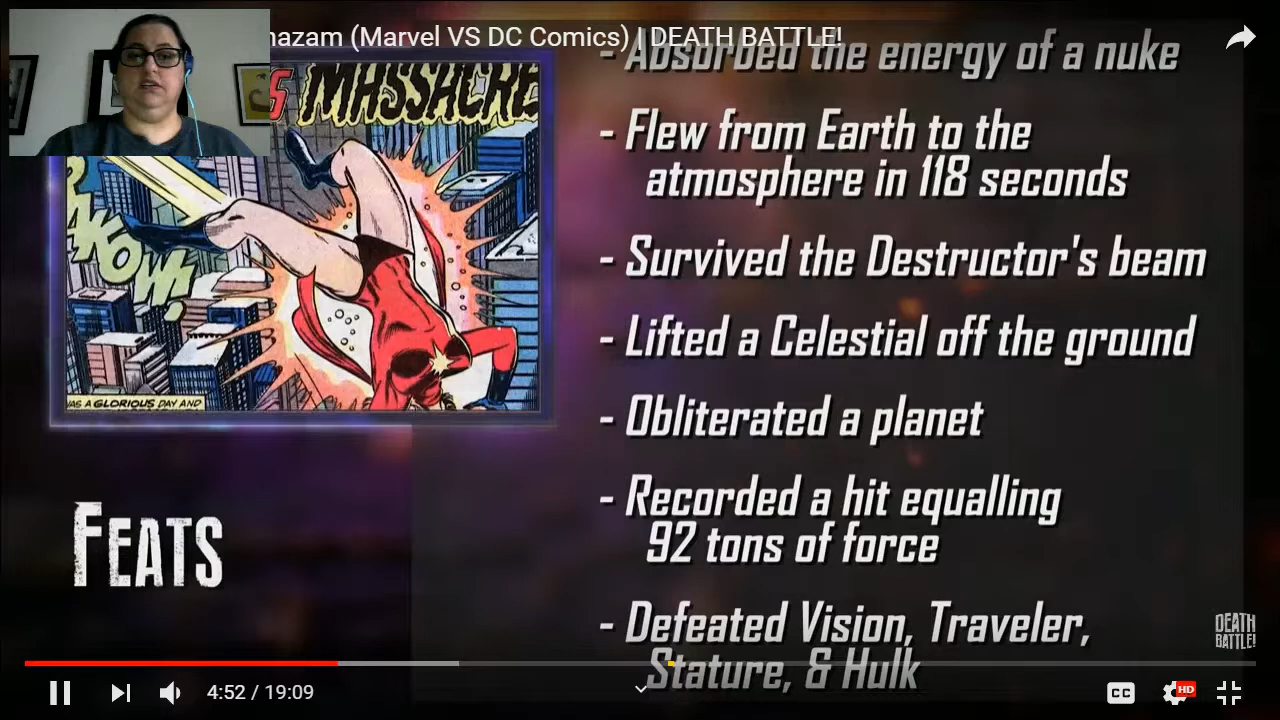 hazam (Marvel VS DC Comics) | DEATH BATTLE!
- Absorbed the energy of a nuke
MASSACRE
- Flew from Earth to the
atmosphere in 118 seconds
- Survived the Destructor's beam
- Lifted a Celestial off the ground
AS A GLORIOUS DAY AND
- Obliterated a planet
- Recorded a hit equalling
92 tons of force
FEATS
- Defeated Vision, Traveler,
Stature, & Hulk
DEATH
BATTLE!
4:52 / 19:09
CC
HD